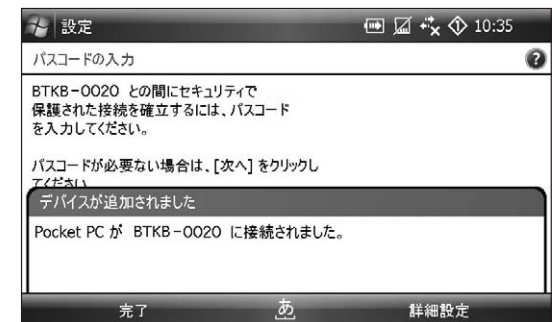 設定 10:35
パスコードの入力
BTKB-0020 との間にセキュリティで
保護された接続を確立するには、パスコード
を入力してください。
パスコードが必要ない場合は、[次へ] をクリックし
てください
デバイスが追加されました
Pocket PC が BTKB-0020 に接続されました。
完了 あ 詳細設定